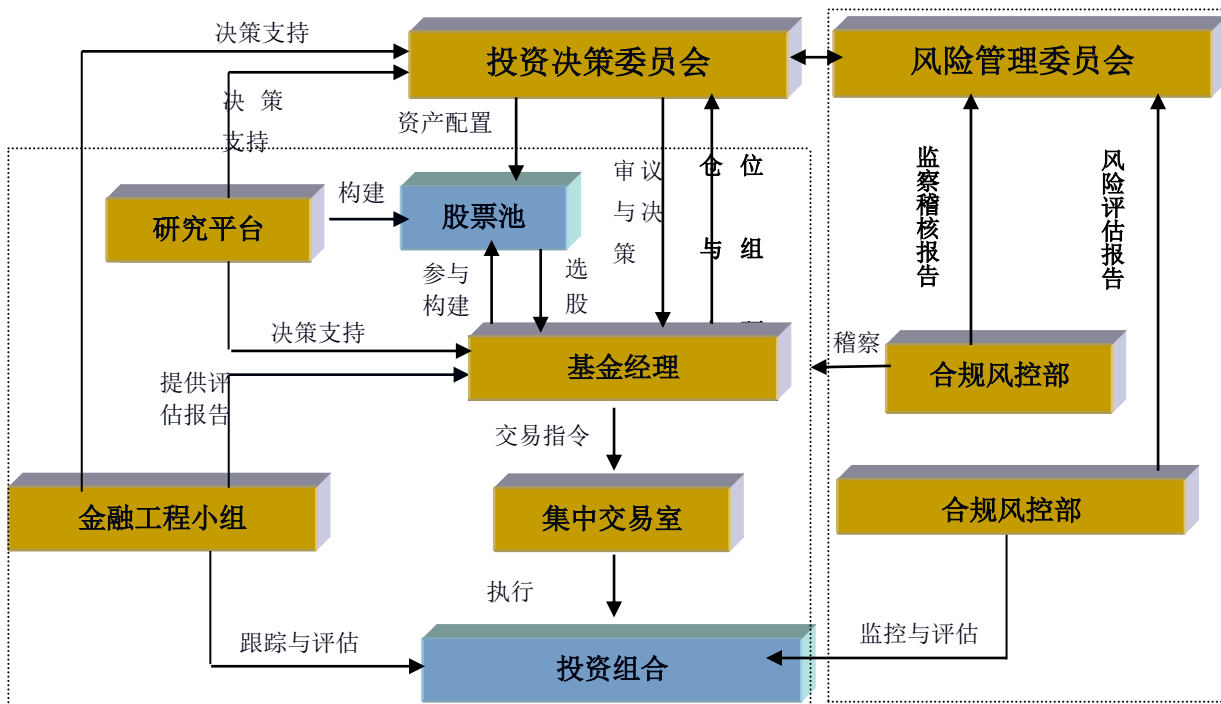 决策支持
投资决策委员会
风险管理委员会
决 策
支持
资产配置
审议
与决
策
仓 位
与 组
监察稽核报告
风险评估报告
研究平台
构建
股票池
参与
构建
选
股
决策支持
基金经理
稽察
合规风控部
提供评
估报告
交易指令
金融工程小组
集中交易室
合规风控部
执行
跟踪与评估
投资组合
监控与评估